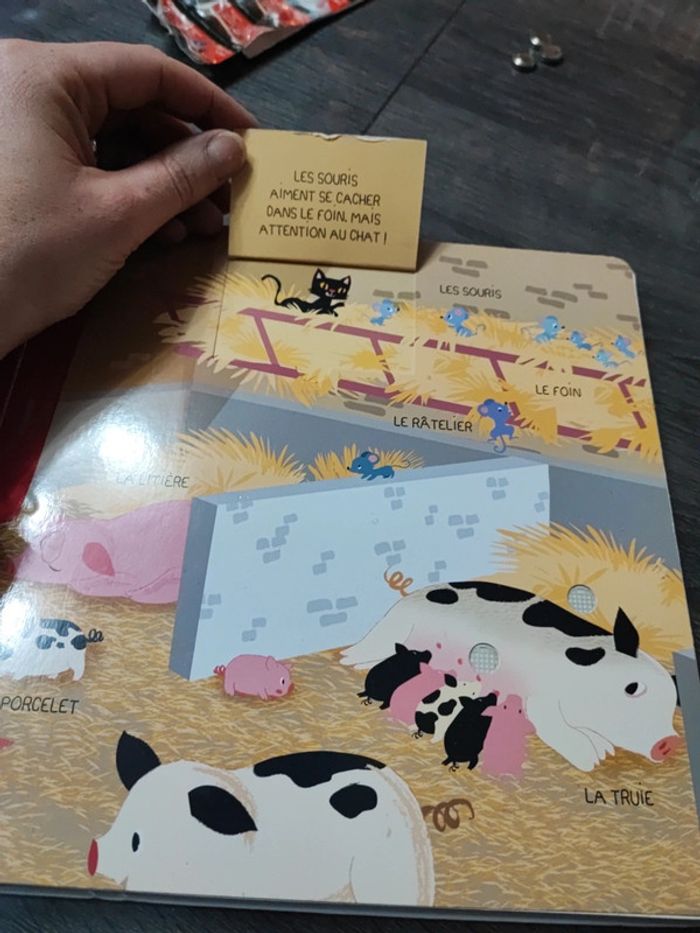 LES SOURIS
AIMENT SE CACHER
DANS LE FOIN, MAIS
ATTENTION AU CHAT !
LES SOURIS
LE FOIN
LE RÂTELIER
LA LITIÈRE
PORCELET
LA TRUIE